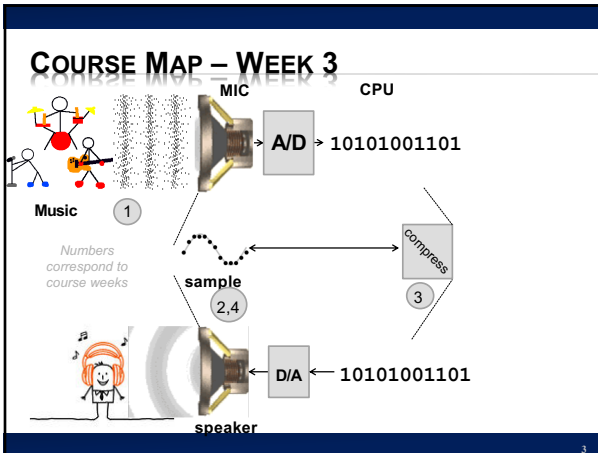 COURSE MAP – WEEK 3
MIC
CPU
A/D
10101001101
Music
1
Numbers
correspond to
course weeks
sample
2,4
compress
3
D/A
10101001101
speaker
3